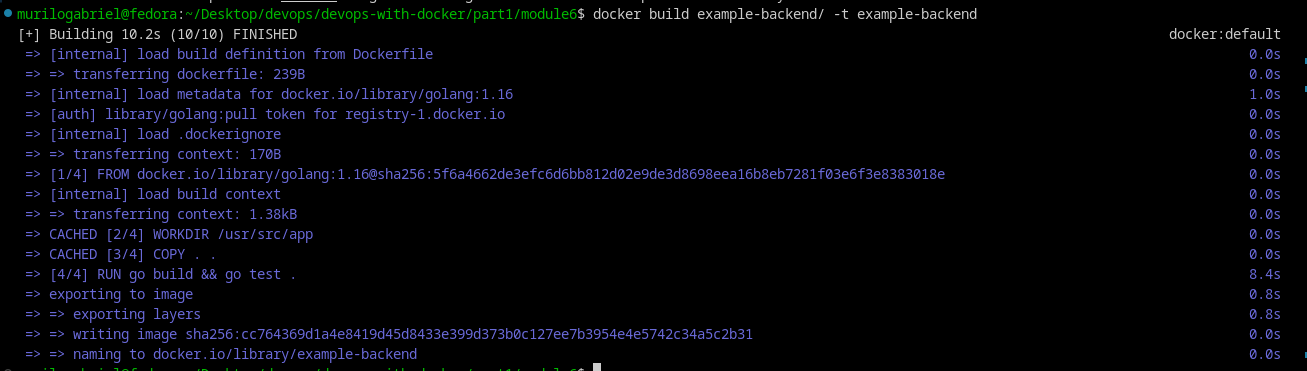 murilogabriel@fedora:~/Desktop/devops/devops-with-docker/part1/module6$ docker build example-backend/ -t example-backend
[+] Building 10.2s (10/10) FINISHED docker:default
=> [internal] load build definition from Dockerfile 0.0s
=> => transferring dockerfile: 239B 0.0s
=> [internal] load metadata for docker.io/library/golang:1.16 1.0s
=> [auth] library/golang:pull token for registry-1.docker.io 0.0s
=> [internal] load .dockerignore 0.0s
=> => transferring context: 170B 0.0s
=> [1/4] FROM docker.io/library/golang:1.16@sha256:5f6a4662de3efc6d6bb812d02e9de3d8698eea16b8eb7281f03e6f3e8383018e 0.0s
=> [internal] load build context 0.0s
=> => transferring context: 1.38kB 0.0s
=> CACHED [2/4] WORKDIR /usr/src/app 0.0s
=> CACHED [3/4] COPY . . 0.0s
=> [4/4] RUN go build && go test . 8.4s
=> exporting to image 0.8s
=> => exporting layers 0.8s
=> => writing image sha256:cc764369d1a4e8419d45d8433e399d373b0c127ee7b3954e4e5742c34a5c2b31 0.0s
=> => naming to docker.io/library/example-backend 0.0s